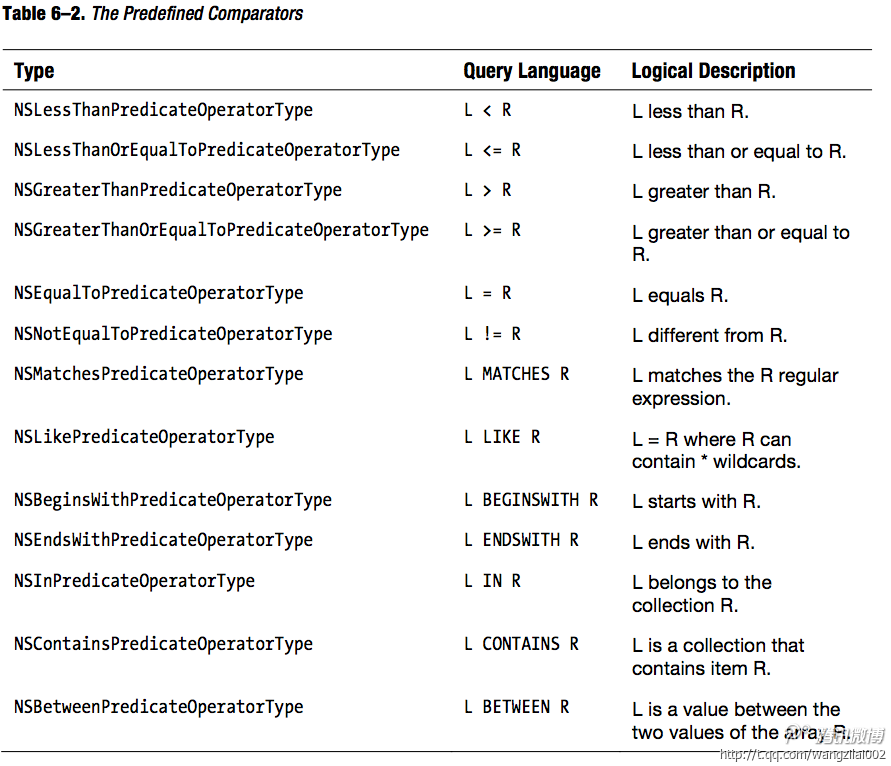 Table 6–2. The Predefined Comparators
Type Query Language Logical Description
NSLessThanPredicateOperatorType L < R L less than R.
NSLessThanOrEqualToPredicateOperatorType L <= R L less than or equal to R.
NSGreaterThanPredicateOperatorType L > R L greater than R.
NSGreaterThanOrEqualToPredicateOperatorType L >= R L greater than or equal to
R.
NSEqualToPredicateOperatorType L = R L equals R.
NSNotEqualToPredicateOperatorType L != R L different from R.
NSMatchesPredicateOperatorType L MATCHES R L matches the R regular
expression.
NSLikePredicateOperatorType L LIKE R L = R where R can
contain * wildcards.
NSBeginsWithPredicateOperatorType L BEGINSWITH R L starts with R.
NSEndsWithPredicateOperatorType L ENDSWITH R L ends with R.
NSInPredicateOperatorType L IN R L belongs to the
collection R.
NSContainsPredicateOperatorType L CONTAINS R L is a collection that
contains item R.
NSBetweenPredicateOperatorType L BETWEEN R L is a value between the
two values of the array, R.
腾讯微博
http://t.qq.com/wangzilai002